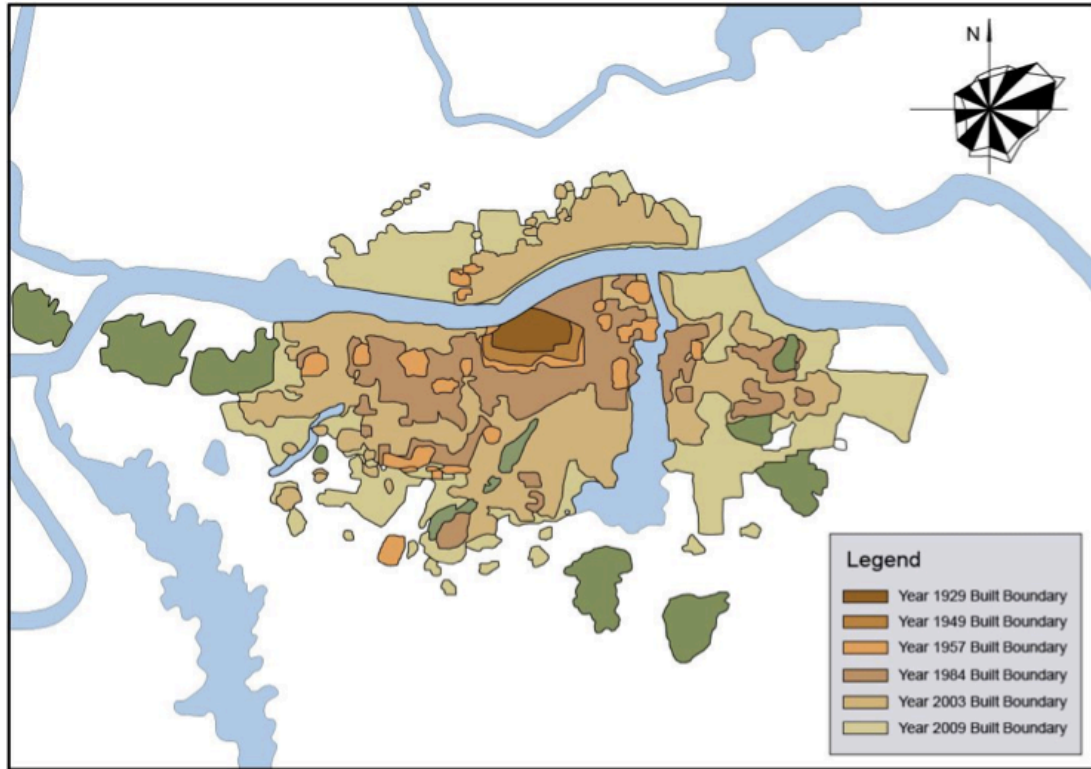 N
Legend
Year 1929 Built Boundary
Year 1949 Built Boundary
Year 1957 Built Boundary
Year 1984 Built Boundary
Year 2003 Built Boundary
Year 2009 Built Boundary